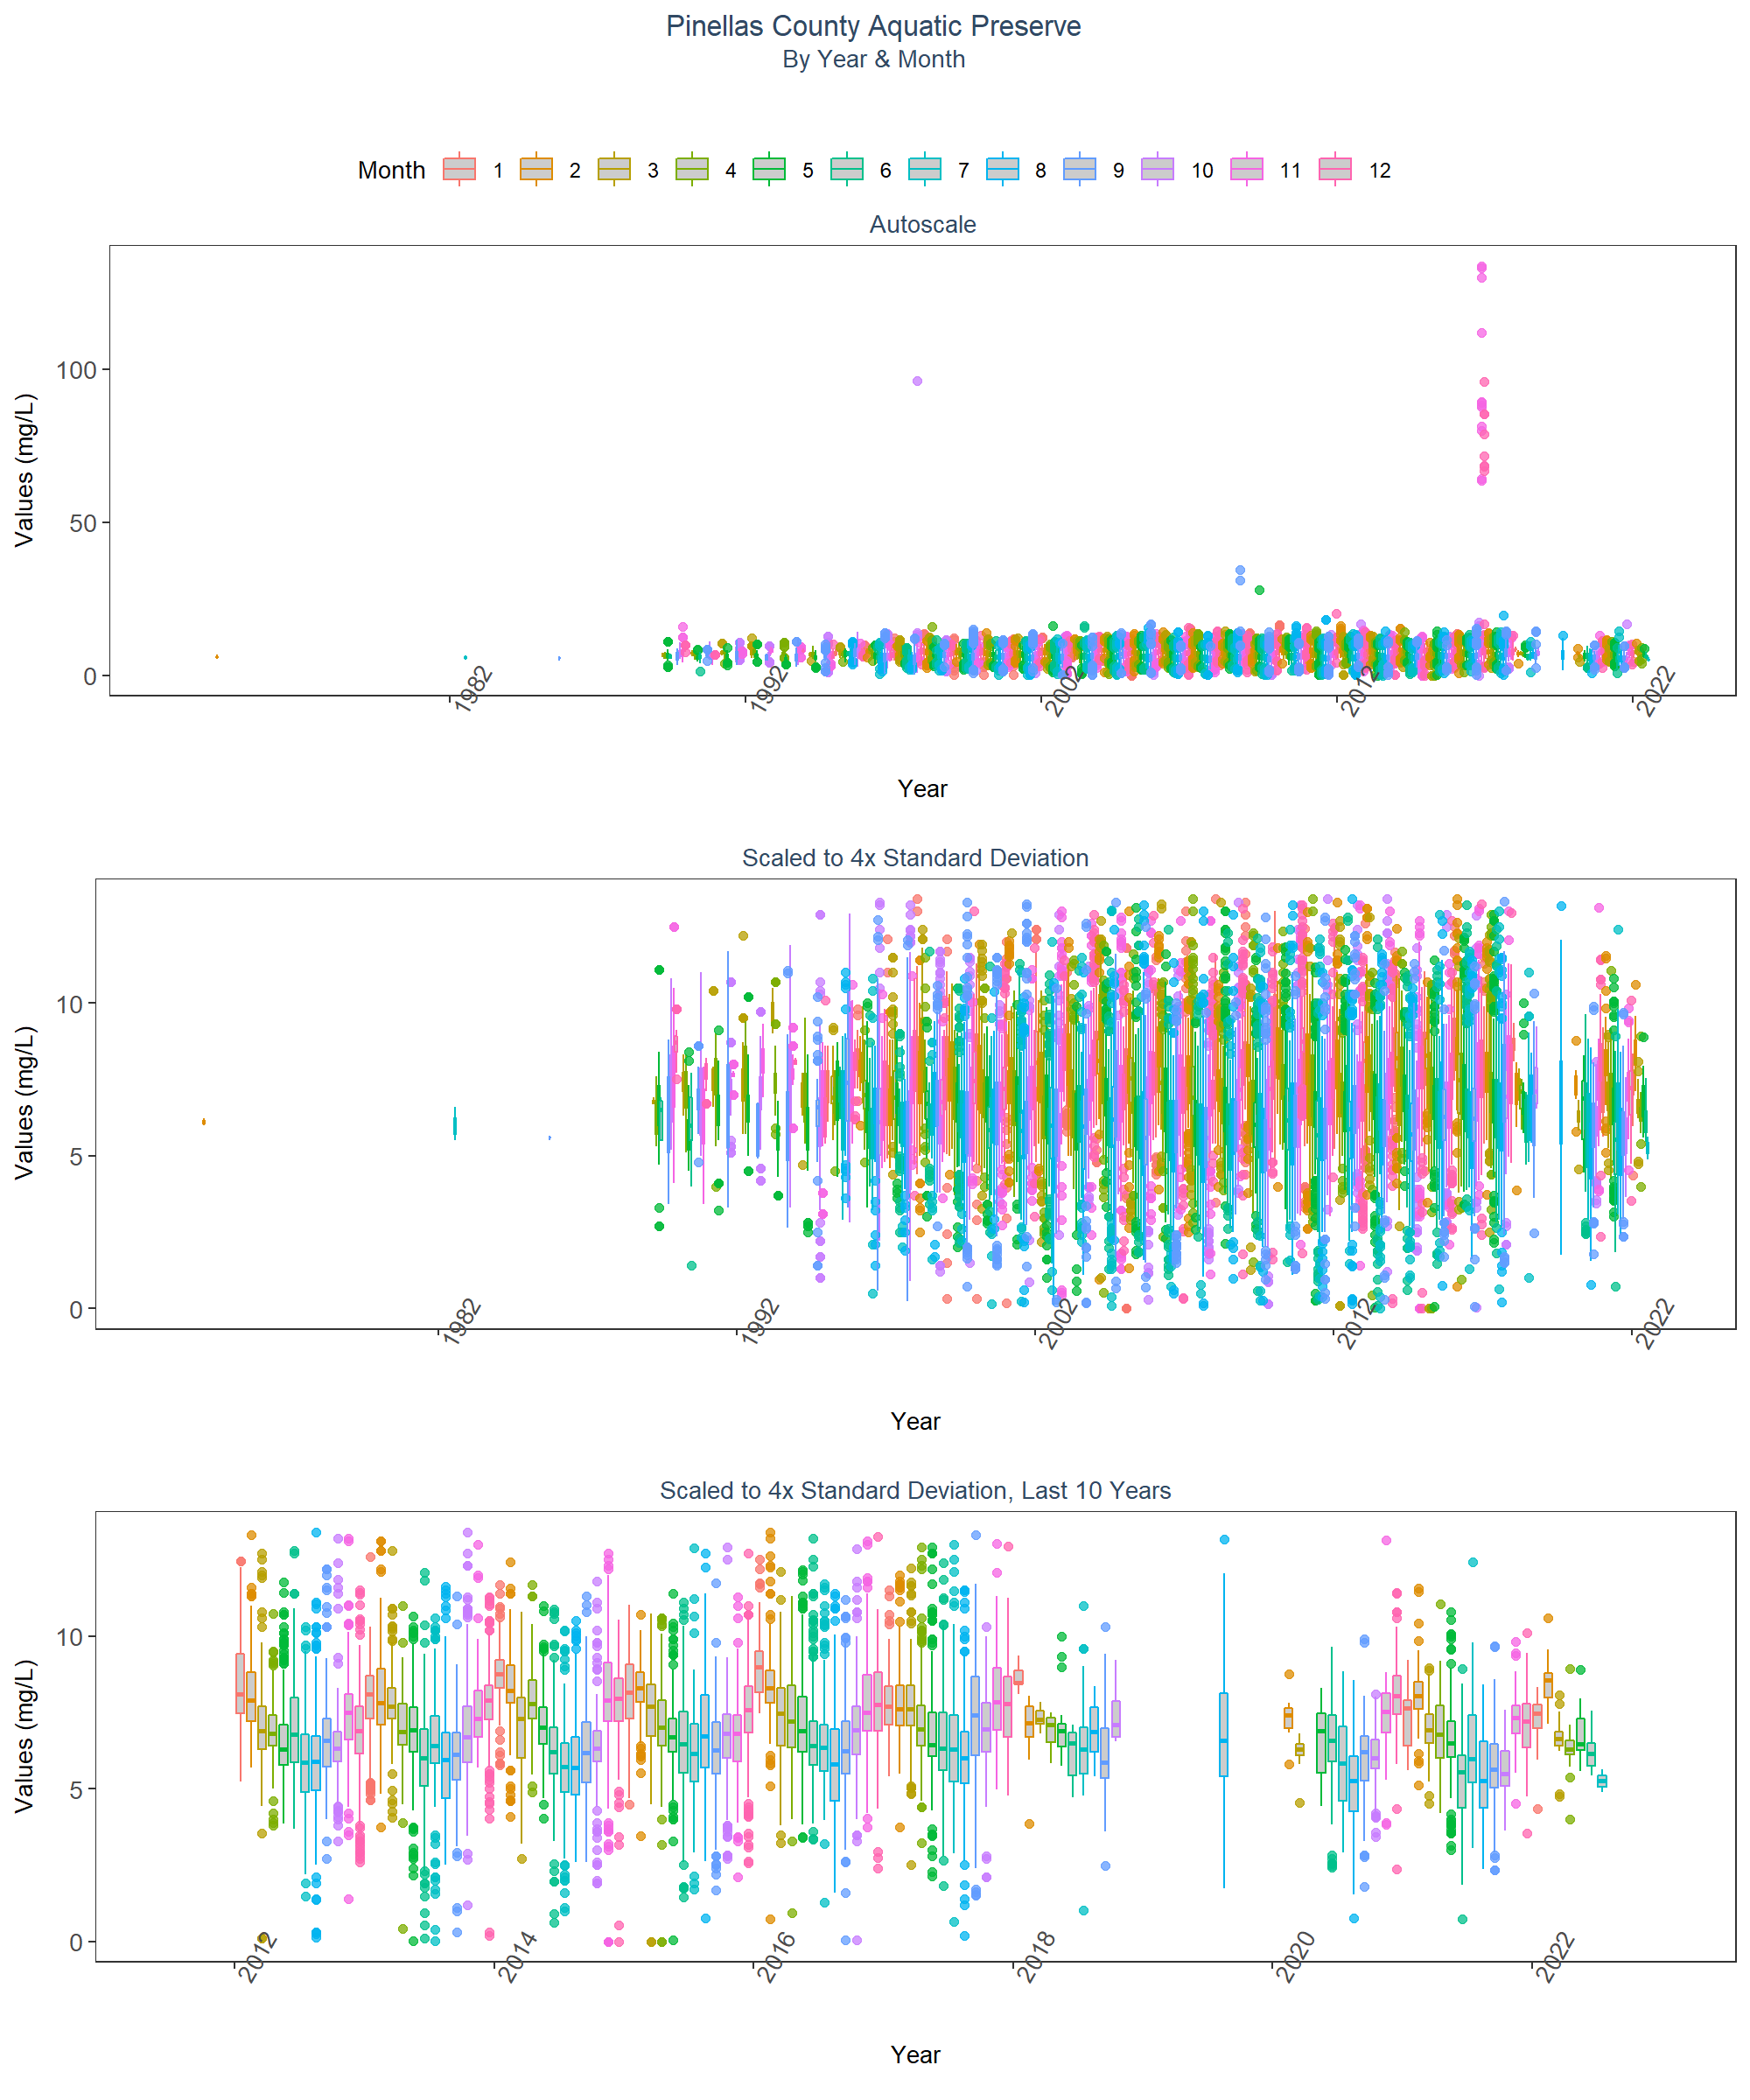 Pinellas County Aquatic Preserve
By Year & Month
Month 1 2 3 4 5 6 7 8 9 10 11 12
Autoscale
Values (mg/L)
100
50
0
1982 1992 2002 2012 2022
Year
Scaled to 4x Standard Deviation
Values (mg/L)
10
5
0
1982 1992 2002 2012 2022
Year
Scaled to 4x Standard Deviation, Last 10 Years
Values (mg/L)
10
5
0
2012 2014 2016 2018 2020 2022
Year